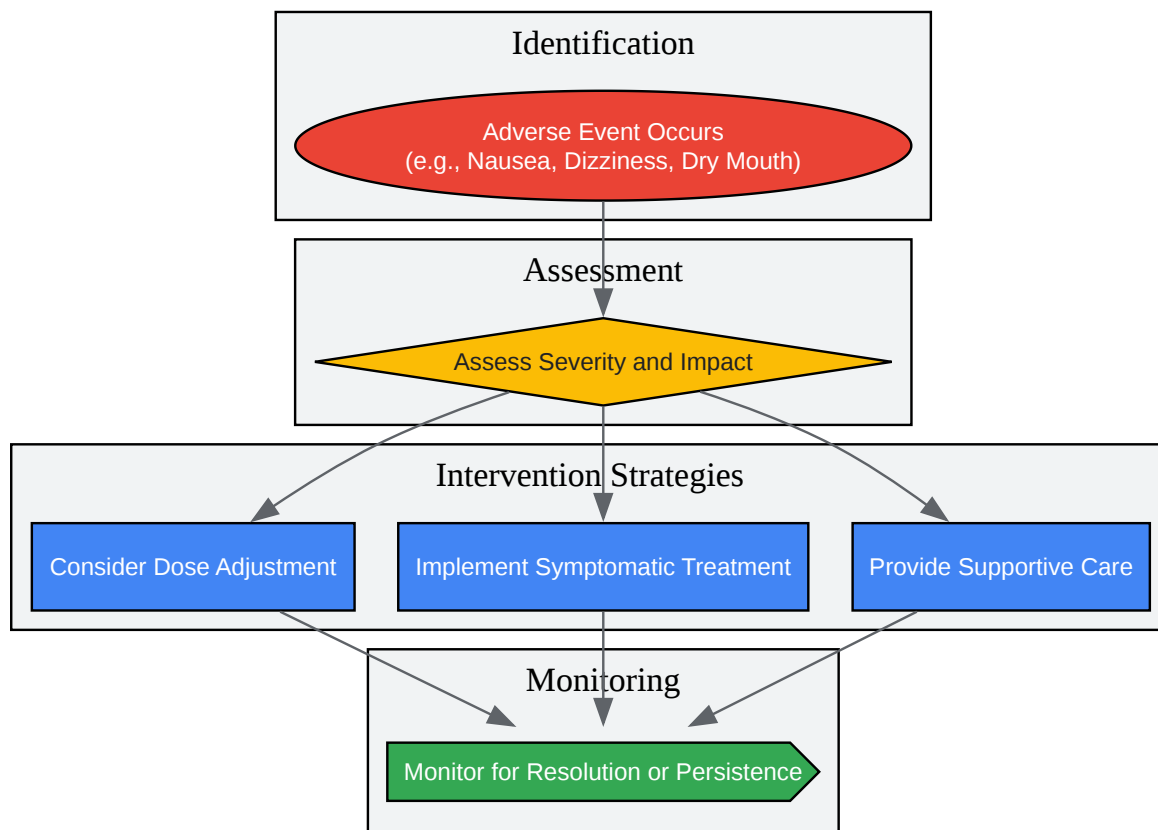 Identification
Adverse Event Occurs
(e.g., Nausea, Dizziness, Dry Mouth)
Assessment
Assess Severity and Impact
Intervention Strategies
Consider Dose Adjustment
Implement Symptomatic Treatment
Provide Supportive Care
Monitoring
Monitor for Resolution or Persistence